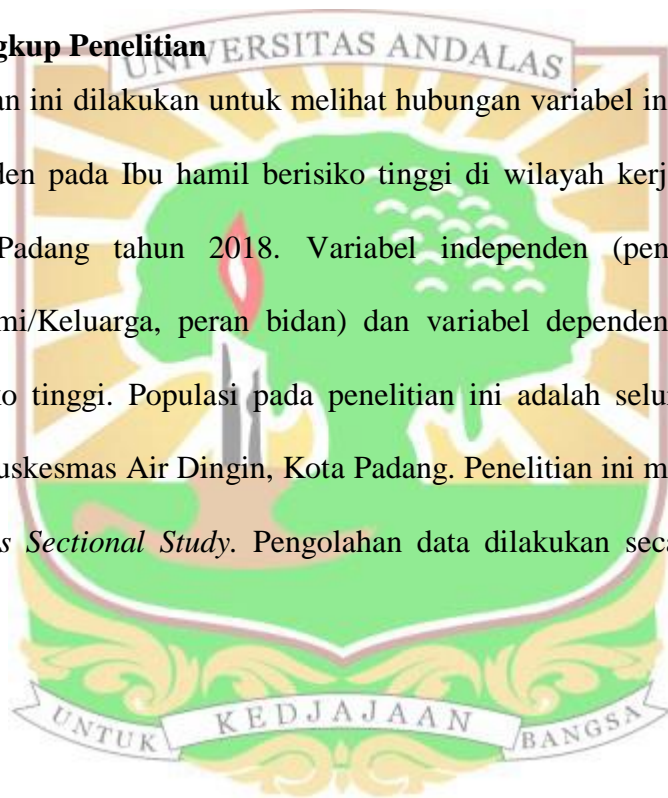 gkup Penelitian
UNIVERSITAS ANDALAS
an ini dilakukan untuk melihat hubungan variabel in
den pada Ibu hamil berisiko tinggi di wilayah kerj
Padang tahun 2018. Variabel independen (pen
mi/Keluarga, peran bidan) dan variabel dependen
ko tinggi. Populasi pada penelitian ini adalah selu
uskesmas Air Dingin, Kota Padang. Penelitian ini m
s Sectional Study. Pengolahan data dilakukan seca
UNTUK KEDJAJAAN BANGSA